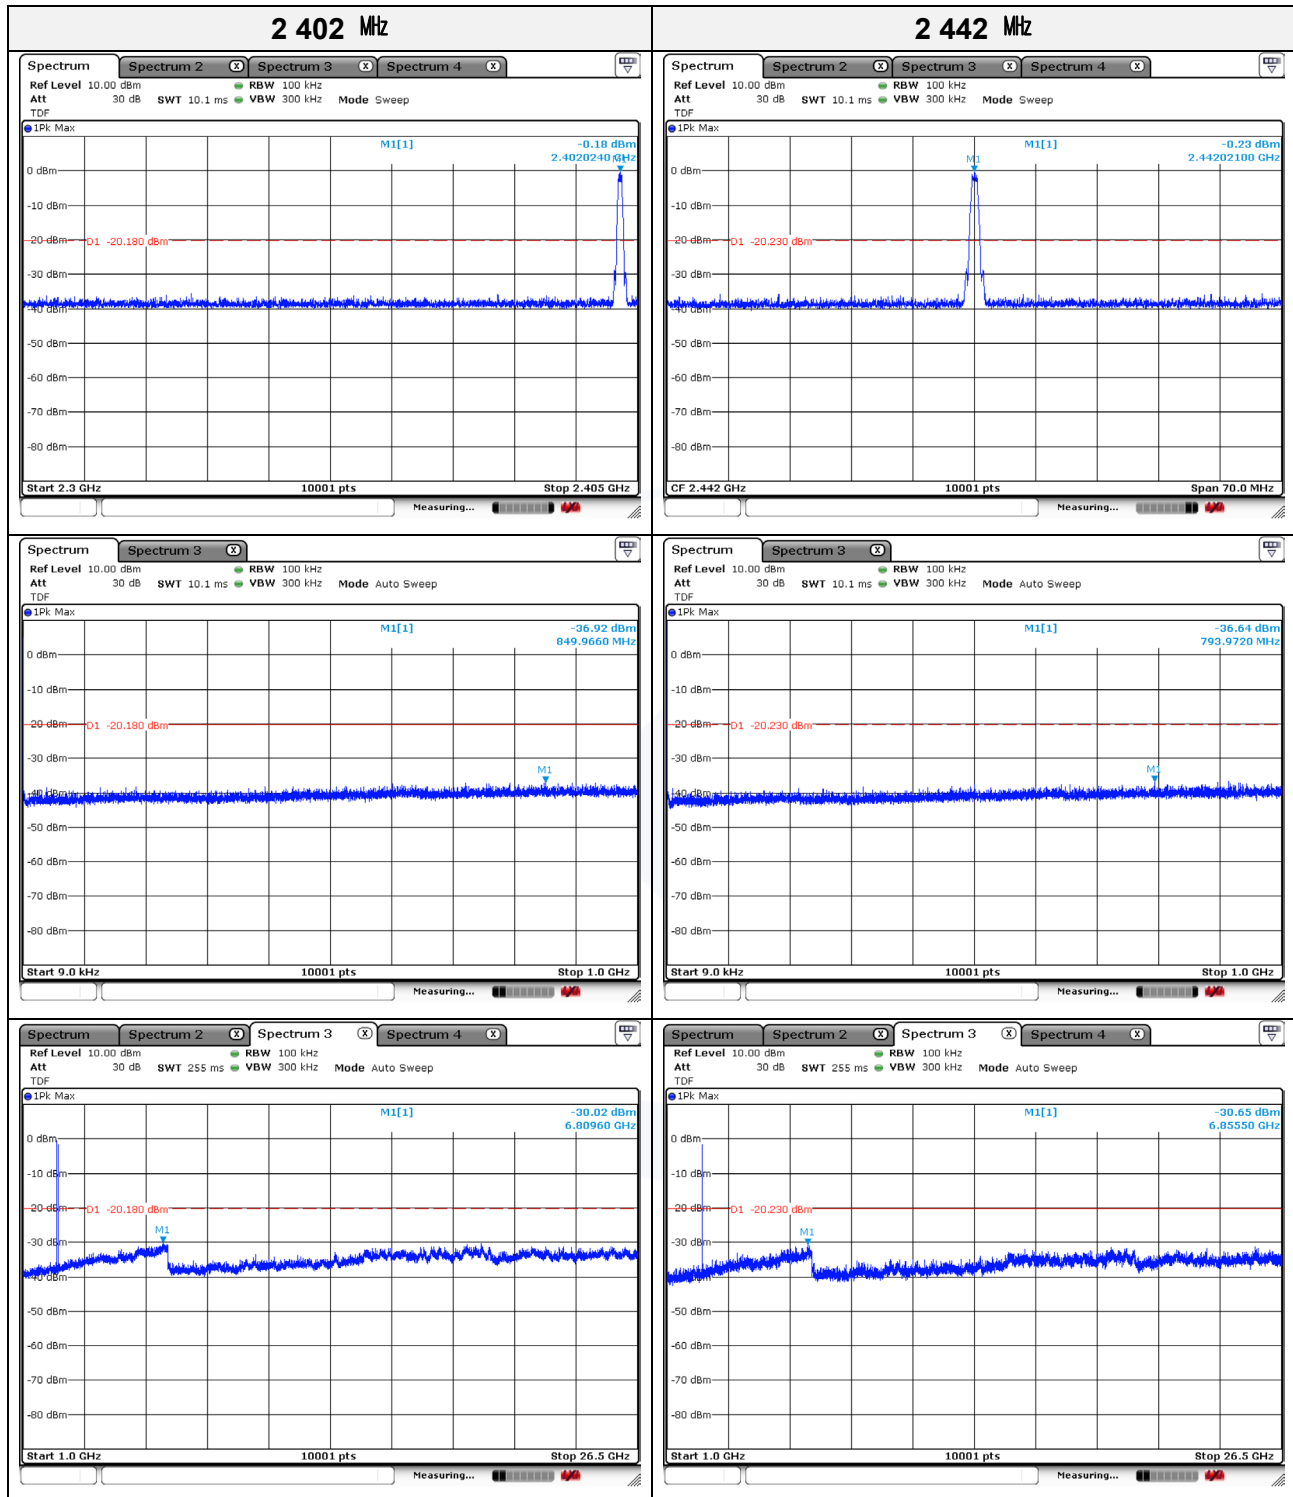 2 402 ㎒
2 442 ㎒
Spectrum Spectrum 2 X Spectrum 3 X Spectrum 4 X
Ref Level 10.00 dBm RBW 100 kHz
Att 30 dB SWT 10.1 ms VBW 300 kHz Mode Sweep
TDF
1Pk Max
M1[1] -0.18 dBm
2.4020240 GHz
M1
0 dBm
-10 dBm
-20 dBm
D1 -20.180 dBm
-30 dBm
-40 dBm
-50 dBm
-60 dBm
-70 dBm
-80 dBm
Start 2.3 GHz 10001 pts Stop 2.405 GHz
Measuring...
Spectrum Spectrum 2 X Spectrum 3 X Spectrum 4 X
Ref Level 10.00 dBm RBW 100 kHz
Att 30 dB SWT 10.1 ms VBW 300 kHz Mode Sweep
TDF
1Pk Max
M1[1] -0.23 dBm
2.44202100 GHz
M1
0 dBm
-10 dBm
-20 dBm
D1 -20.230 dBm
-30 dBm
-40 dBm
-50 dBm
-60 dBm
-70 dBm
-80 dBm
CF 2.442 GHz 10001 pts Span 70.0 MHz
Measuring...
Spectrum Spectrum 3 X
Ref Level 10.00 dBm RBW 100 kHz
Att 30 dB SWT 10.1 ms VBW 300 kHz Mode Auto Sweep
TDF
1Pk Max
M1[1] -36.92 dBm
849.9660 MHz
0 dBm
-10 dBm
-20 dBm
D1 -20.180 dBm
-30 dBm
M1
-40 dBm
-50 dBm
-60 dBm
-70 dBm
-80 dBm
Start 9.0 kHz 10001 pts Stop 1.0 GHz
Measuring...
Spectrum Spectrum 3 X
Ref Level 10.00 dBm RBW 100 kHz
Att 30 dB SWT 10.1 ms VBW 300 kHz Mode Auto Sweep
TDF
1Pk Max
M1[1] -36.64 dBm
793.9720 MHz
0 dBm
-10 dBm
-20 dBm
D1 -20.230 dBm
-30 dBm
M1
-40 dBm
-50 dBm
-60 dBm
-70 dBm
-80 dBm
Start 9.0 kHz 10001 pts Stop 1.0 GHz
Measuring...
Spectrum Spectrum 2 X Spectrum 3 X Spectrum 4 X
Ref Level 10.00 dBm RBW 100 kHz
Att 30 dB SWT 255 ms VBW 300 kHz Mode Auto Sweep
TDF
1Pk Max
M1[1] -30.02 dBm
6.80960 GHz
0 dBm
-10 dBm
-20 dBm
D1 -20.180 dBm
M1
-30 dBm
-40 dBm
-50 dBm
-60 dBm
-70 dBm
-80 dBm
Start 1.0 GHz 10001 pts Stop 26.5 GHz
Measuring...
Spectrum Spectrum 2 X Spectrum 3 X Spectrum 4 X
Ref Level 10.00 dBm RBW 100 kHz
Att 30 dB SWT 255 ms VBW 300 kHz Mode Auto Sweep
TDF
1Pk Max
M1[1] -30.65 dBm
6.85550 GHz
0 dBm
-10 dBm
-20 dBm
D1 -20.230 dBm
M1
-30 dBm
-40 dBm
-50 dBm
-60 dBm
-70 dBm
-80 dBm
Start 1.0 GHz 10001 pts Stop 26.5 GHz
Measuring...